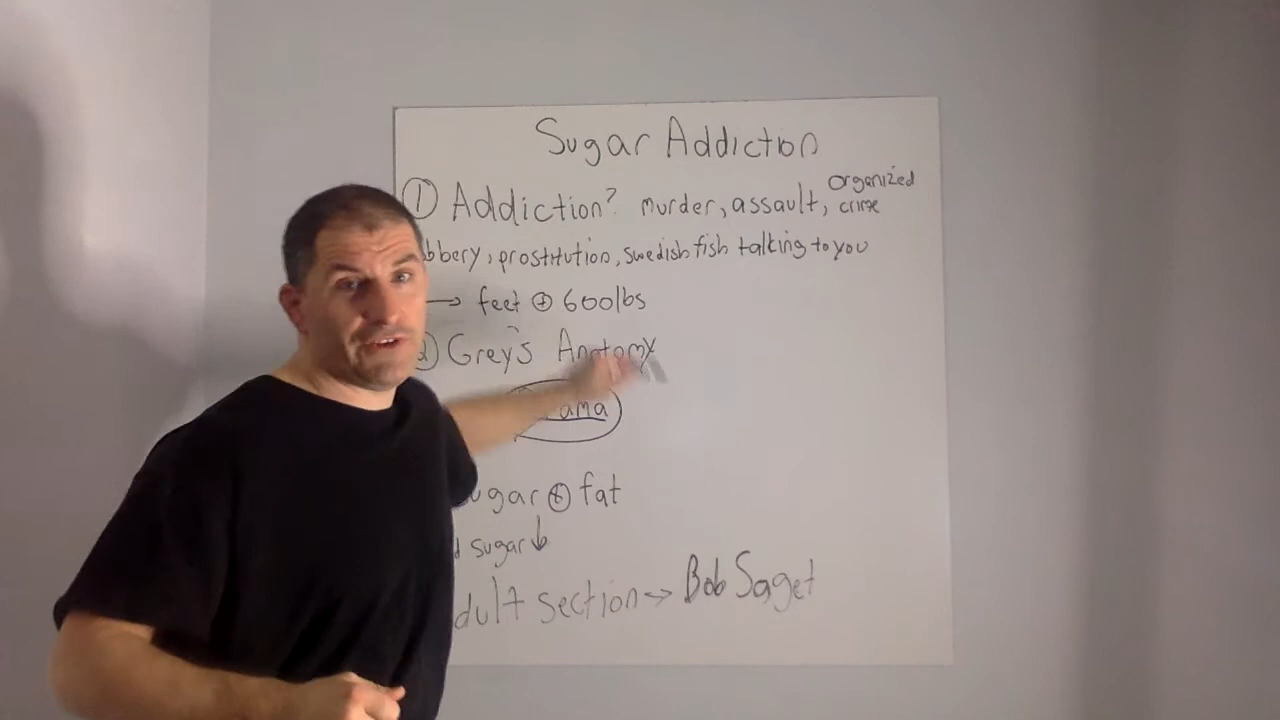 Sugar Addiction
① Addiction? murder, assault, organized crime
bbery, prostitution, swedish fish talking to you
→ feet ⊕ 600lbs
Grey's Anatomy
ama
ugar ⊕ fat
d sugar ↓
dult section → Bob Saget